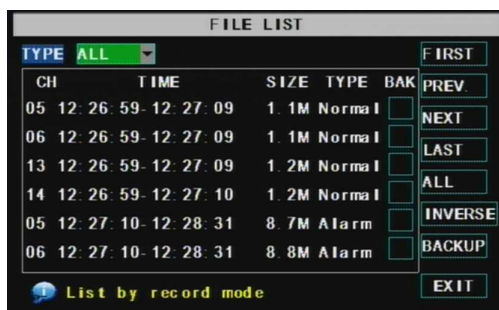 FILE LIST
TYPE ALL
CH TIME SIZE TYPE BAK
05 12:26:59-12:27:09 1.1M Normal
06 12:26:59-12:27:09 1.1M Normal
13 12:26:59-12:27:09 1.2M Normal
14 12:26:59-12:27:10 1.2M Normal
05 12:27:10-12:28:31 8.7M Alarm
06 12:27:10-12:28:31 8.8M Alarm
FIRST
PREV.
NEXT
LAST
ALL
INVERSE
BACKUP
List by record mode
EXIT